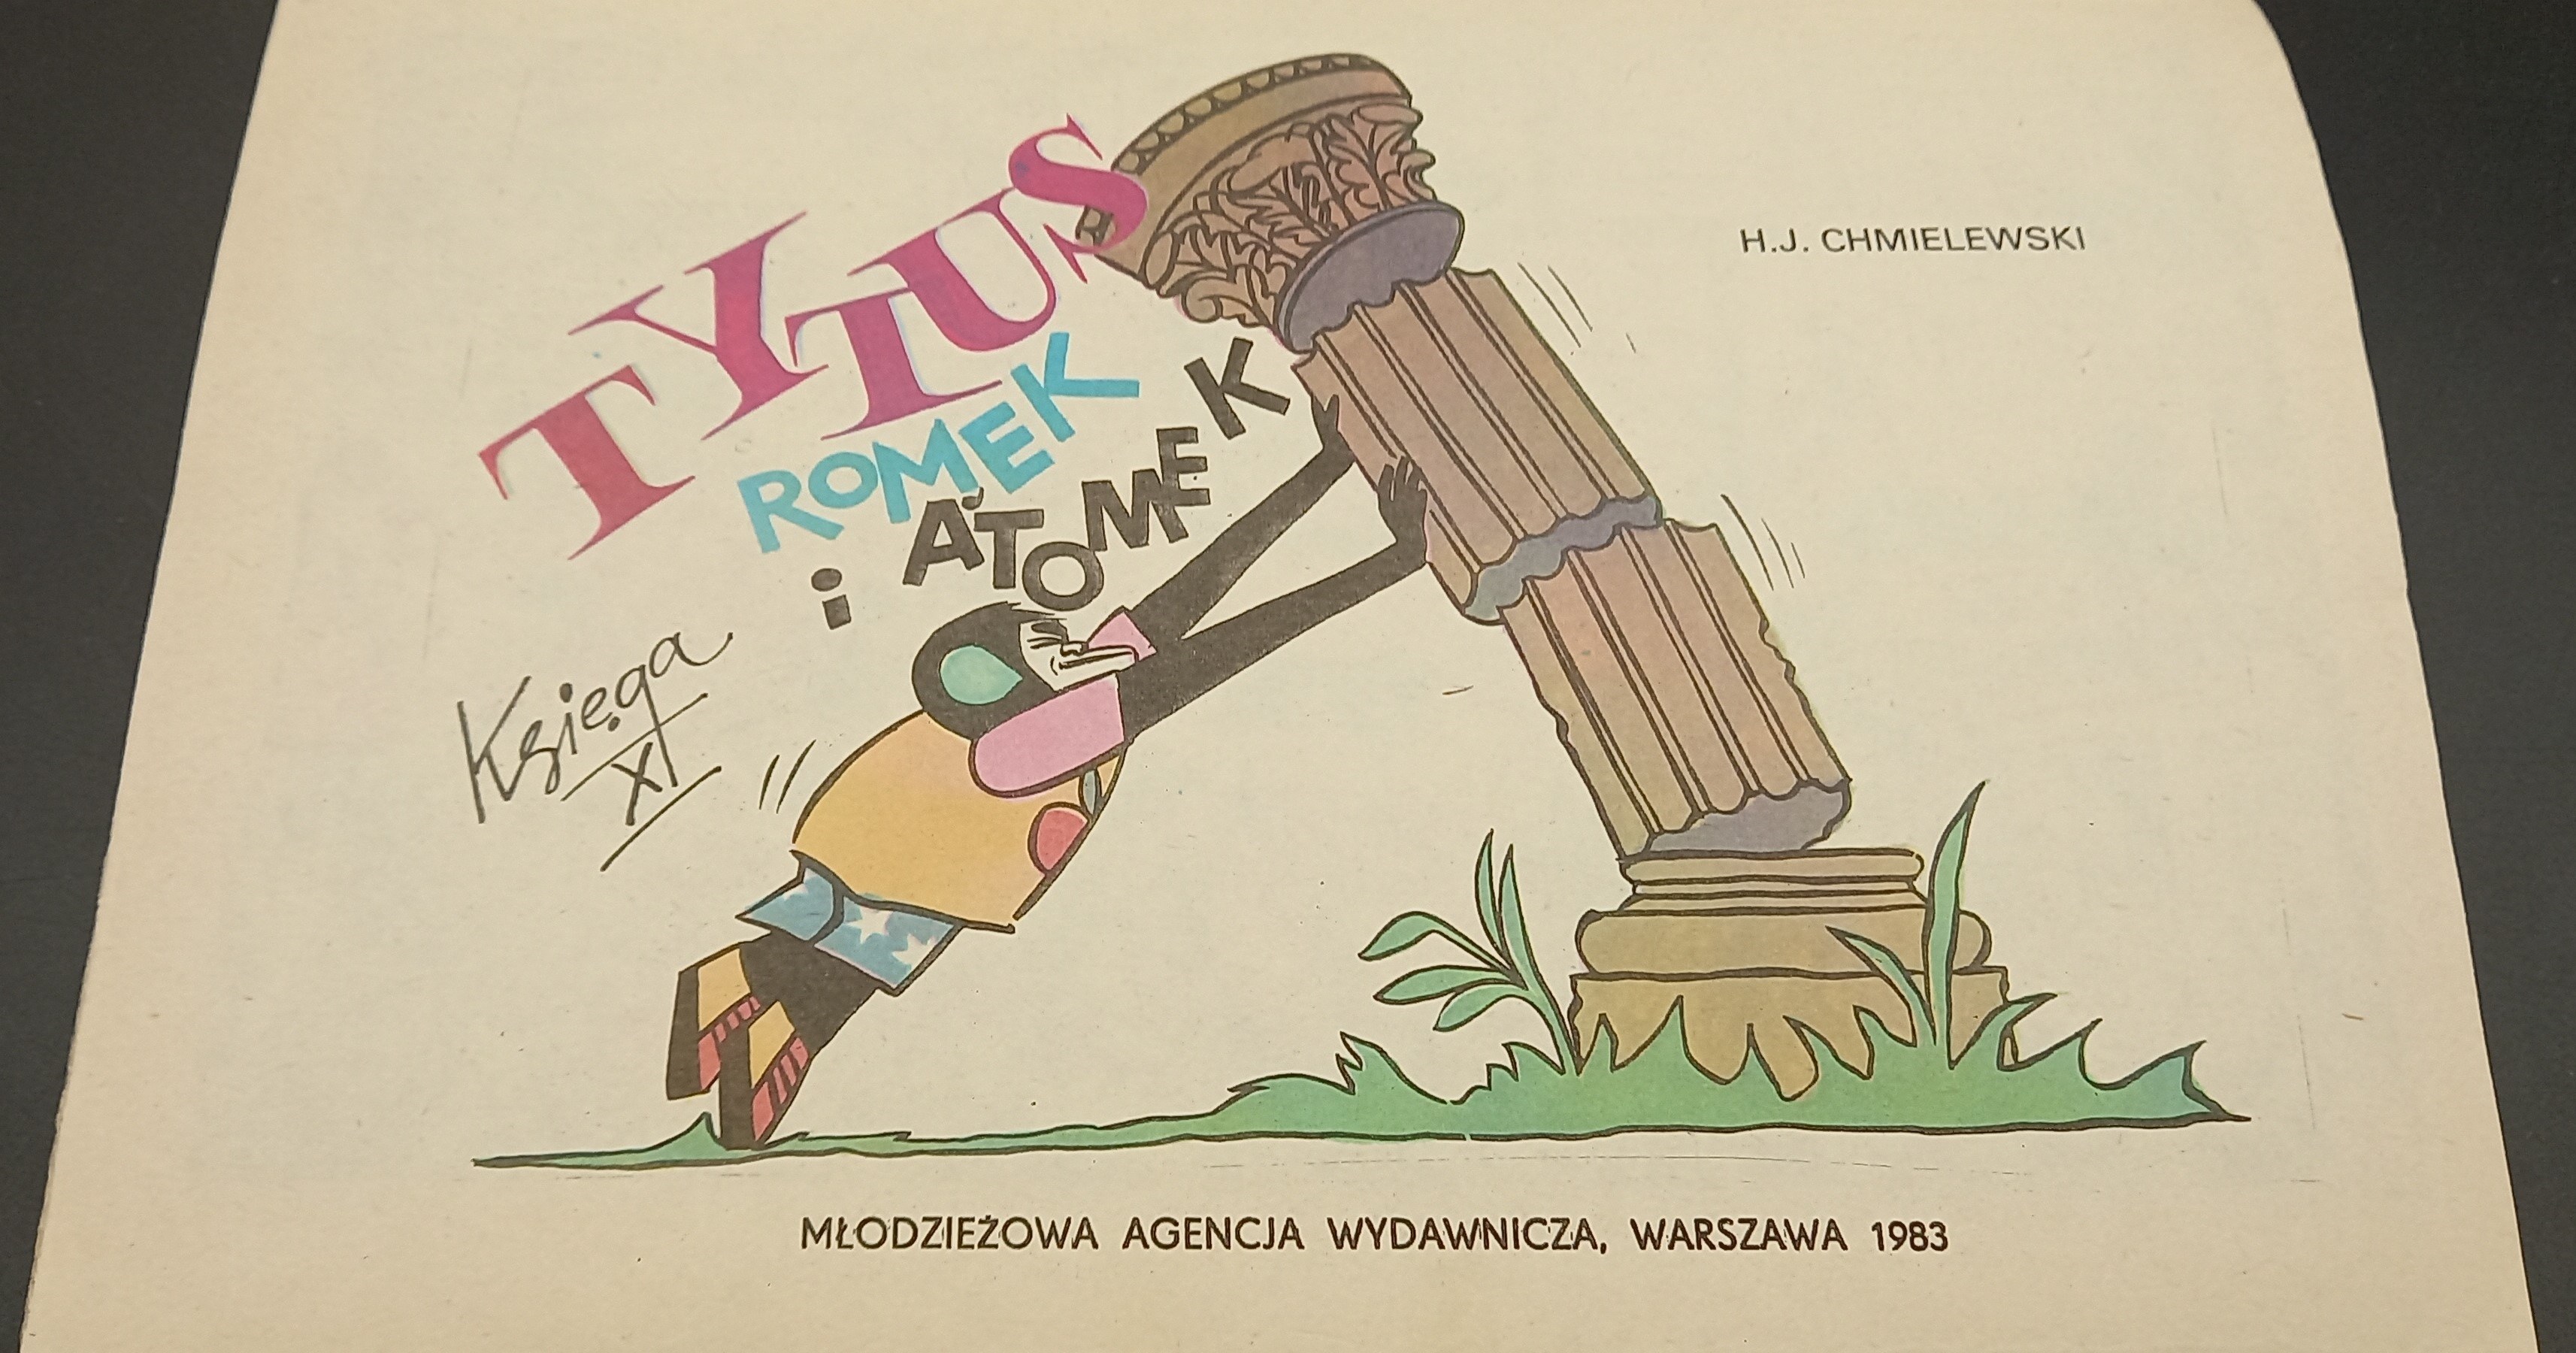 TYTUS
ROMEK
i ATOMEK
H.J. CHMIELEWSKI
Księga
XI
MŁODZIEŻOWA AGENCJA WYDAWNICZA, WARSZAWA 1983